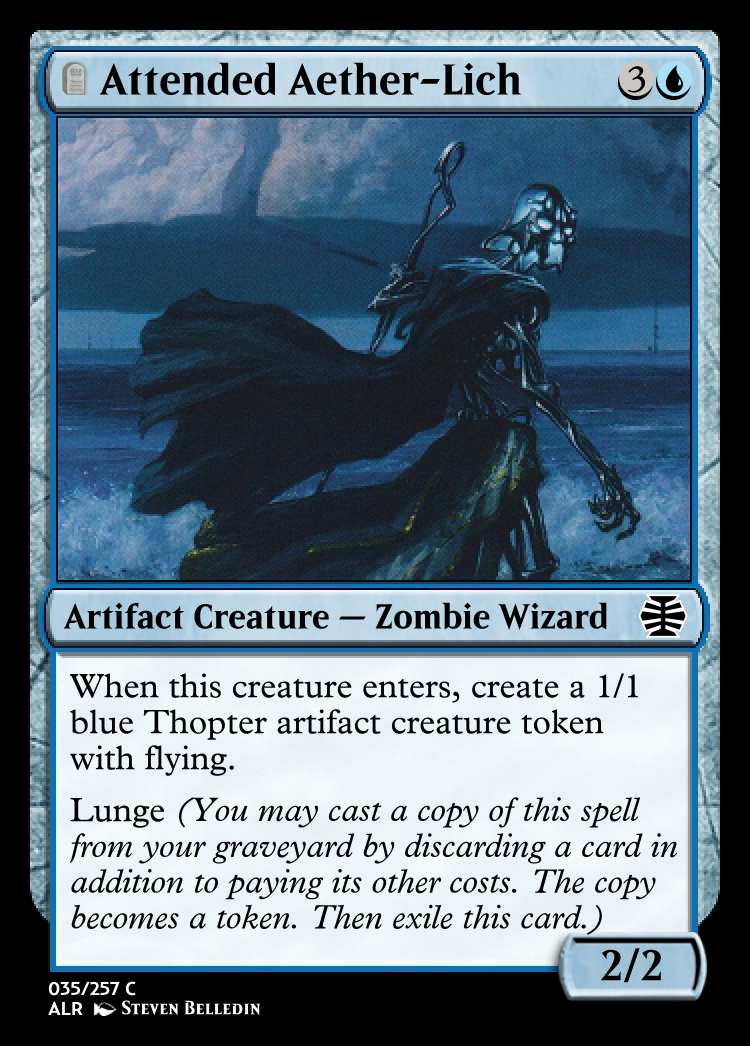 Attended Aether-Lich 3
Artifact Creature — Zombie Wizard
When this creature enters, create a 1/1
blue Thopter artifact creature token
with flying.
Lunge (You may cast a copy of this spell
from your graveyard by discarding a card in
addition to paying its other costs. The copy
becomes a token. Then exile this card.)
2/2
035/257 C
ALR Steven Belledin